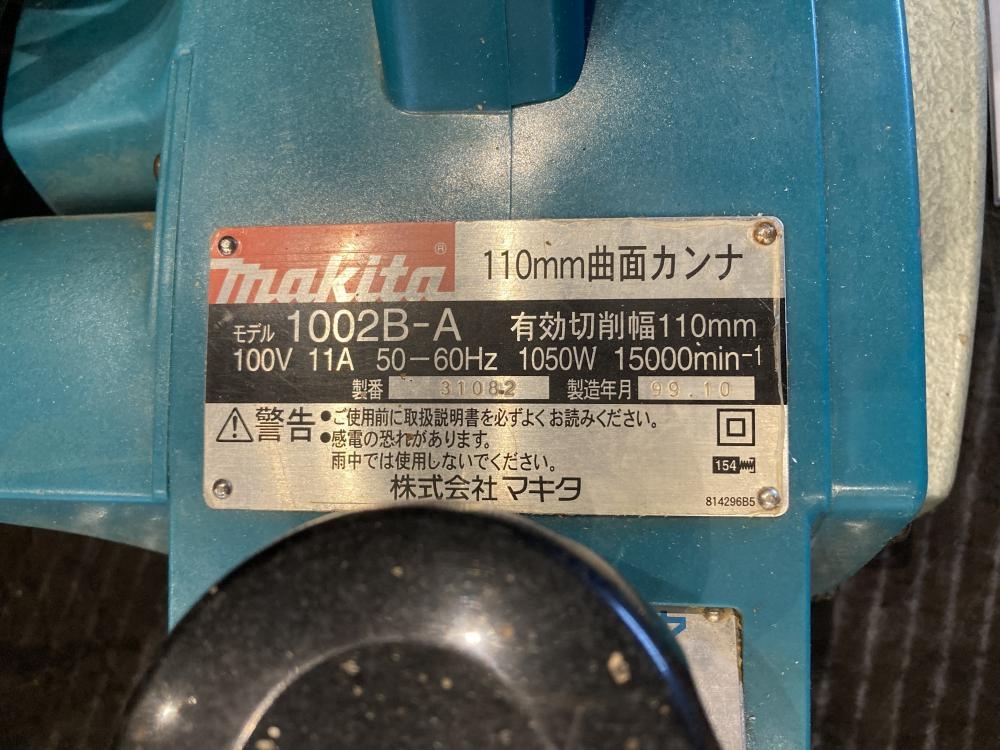 makita®
110mm曲面カンナ
モデル 1002B-A 有効切削幅110mm
100V 11A 50-60Hz 1050W 15000min-1
製番 31082 製造年月 99.10
警告 ●ご使用前に取扱説明書を必ずよくお読みください。
●感電の恐れがあります。
雨中では使用しないでください。
154
株式会社 マキタ
814296B5